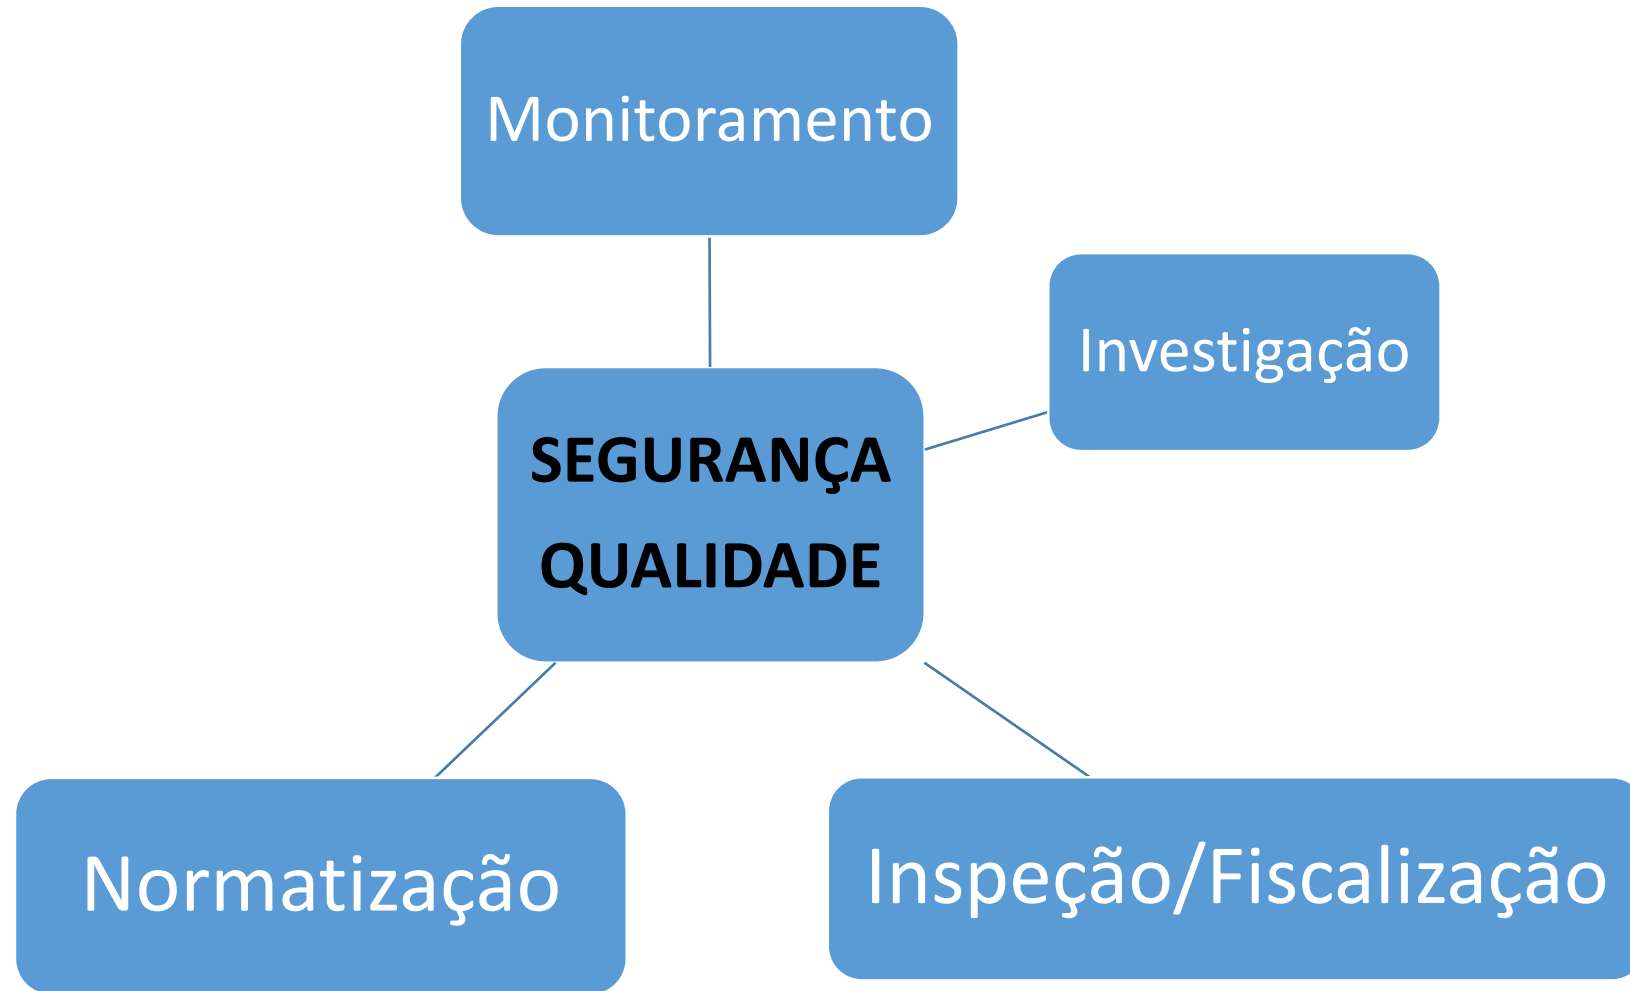 Monitoramento
Investigação
SEGURANÇA
QUALIDADE
Normatização
Inspeção/Fiscalização